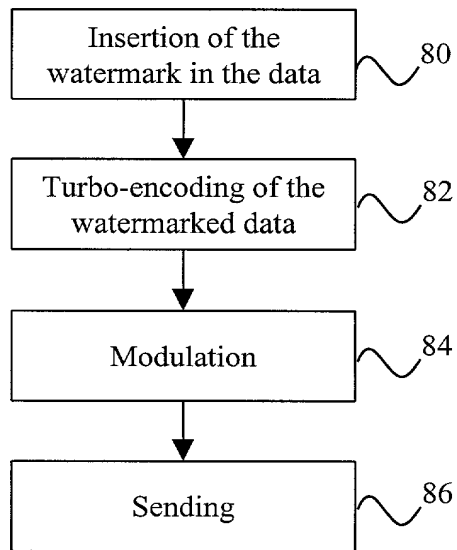 Insertion of the
watermark in the data
80
Turbo-encoding of the
watermarked data
82
Modulation
84
Sending
86